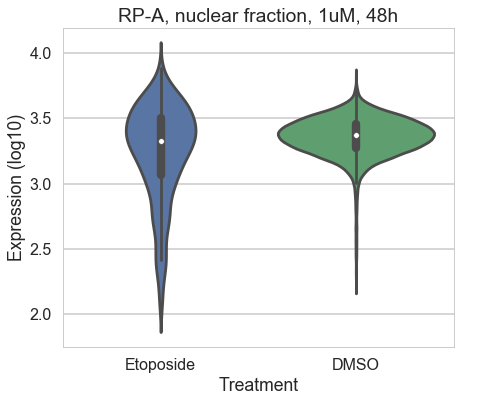 RP-A, nuclear fraction, 1uM, 48h
Expression (log10)
4.0
3.5
3.0
2.5
2.0
Etoposide DMSO
Treatment